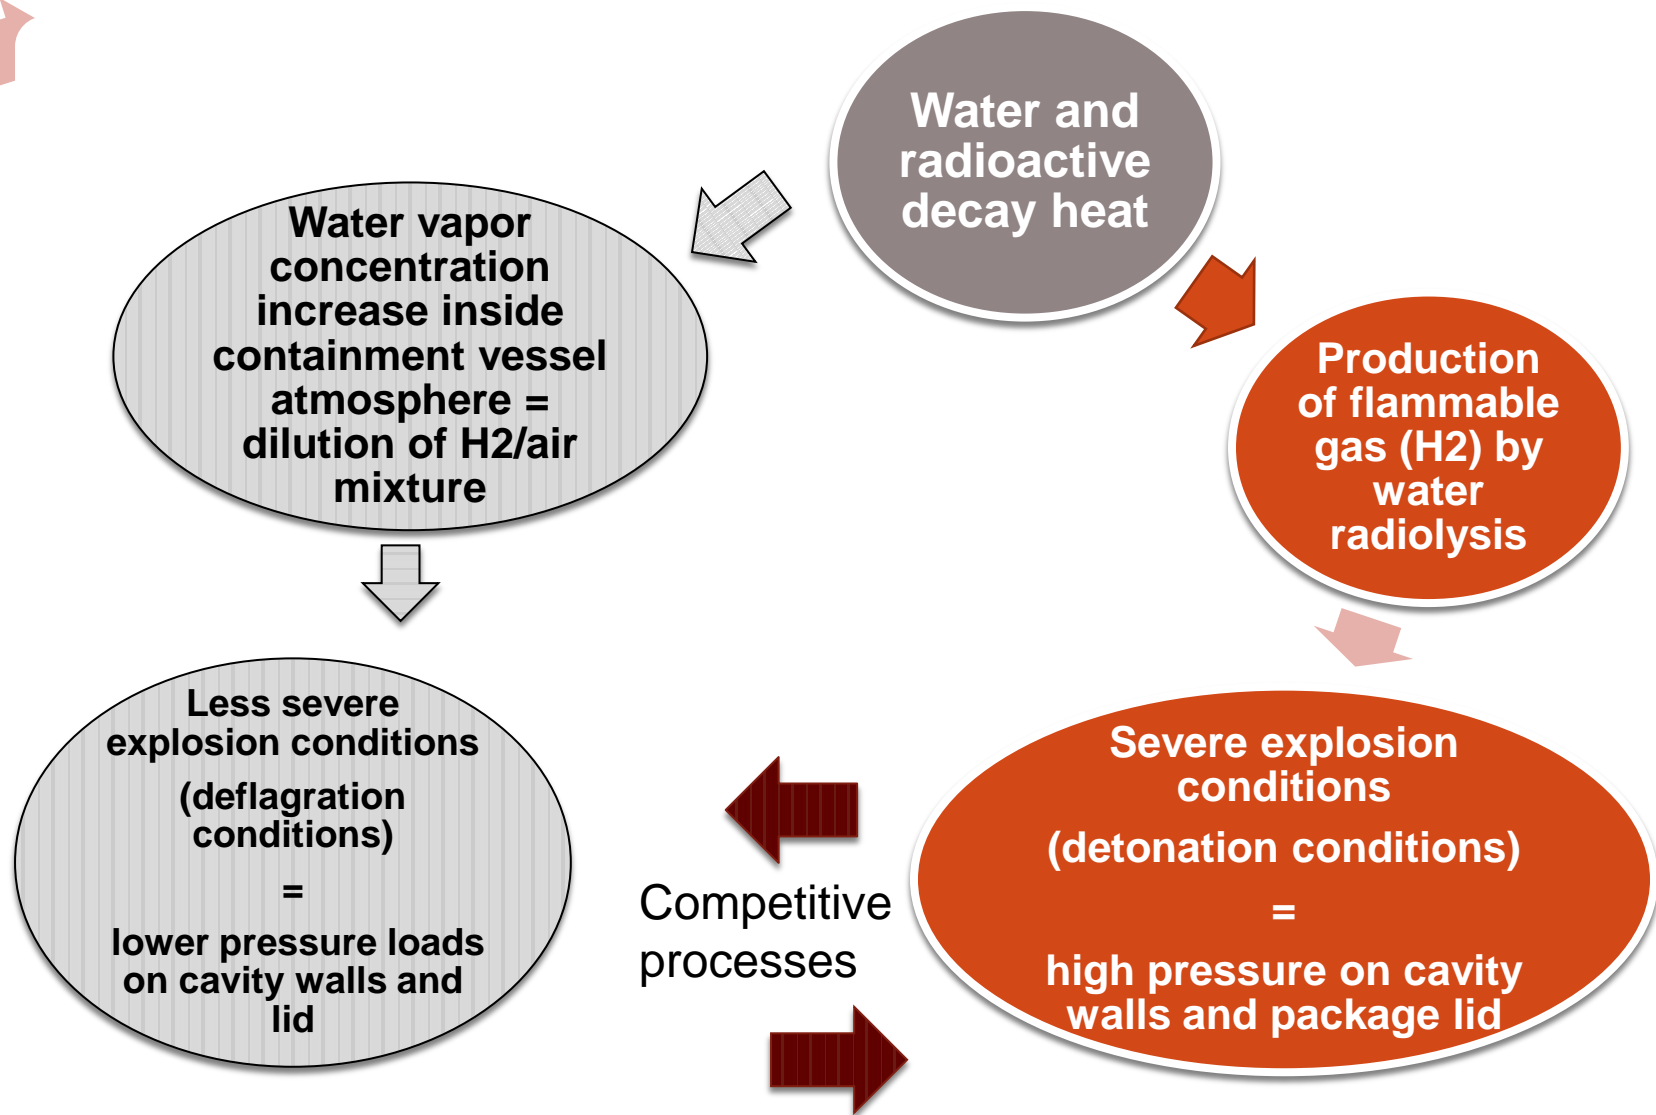 Water and
radioactive
decay heat
Water vapor
concentration
increase inside
containment vessel
atmosphere =
dilution of H2/air
mixture
Production
of flammable
gas (H2) by
water
radiolysis
Less severe
explosion conditions
(deflagration
conditions)
=
lower pressure loads
on cavity walls and
lid
Competitive
processes
Severe explosion
conditions
(detonation conditions)
=
high pressure on cavity
walls and package lid